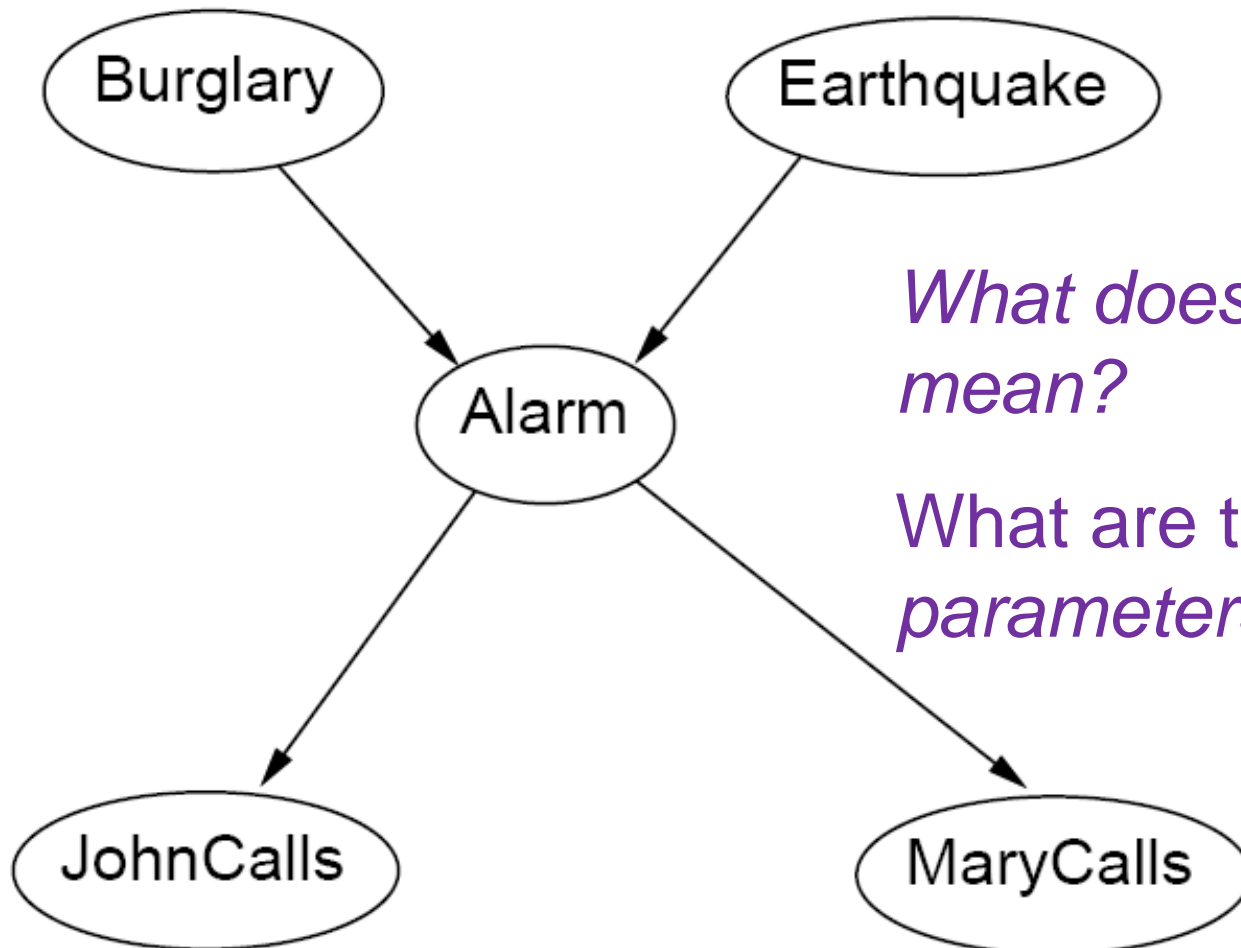 Burglary
Earthquake
What does
mean?
Alarm
What are t
parameter
JohnCalls
MaryCalls